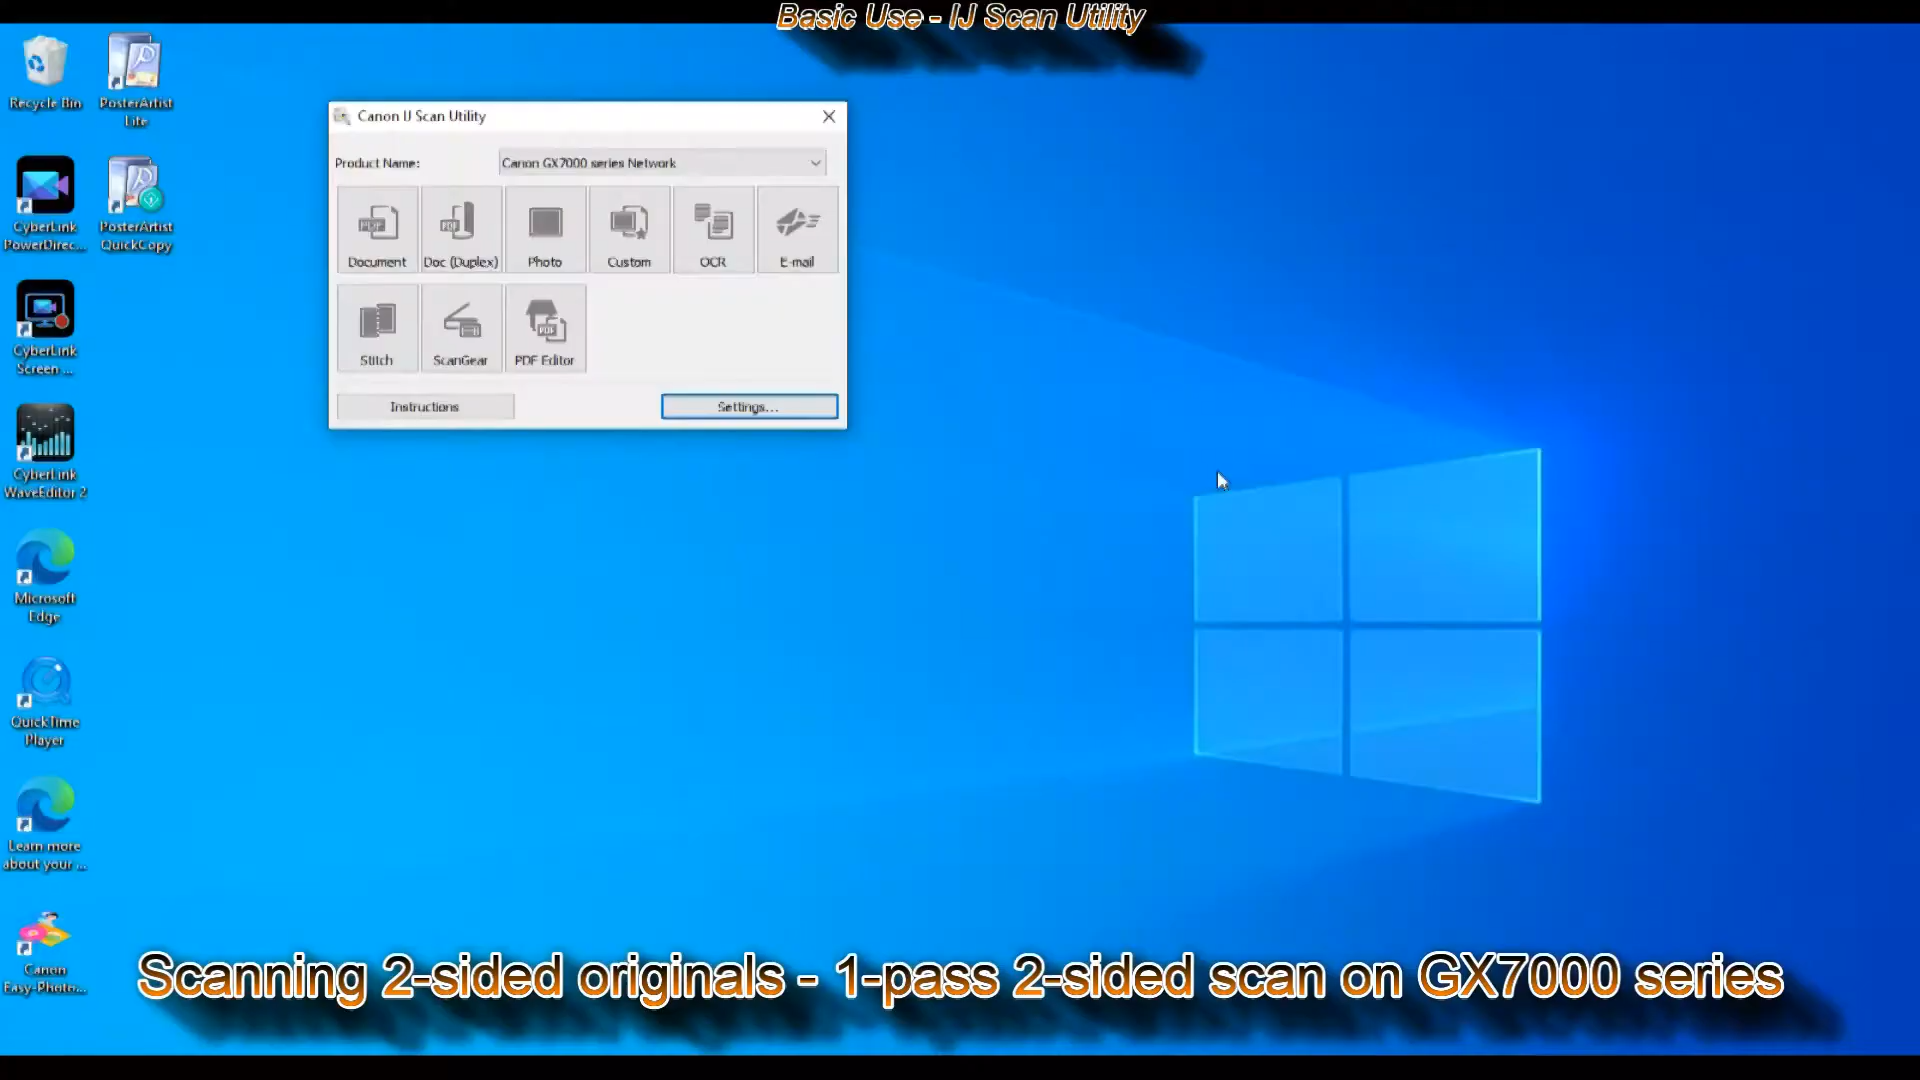 Basic Use - IJ Scan Utility
Recycle Bin
PosterArtist
Lite
CyberLink
PowerDirec...
PosterArtist
QuickCopy
CyberLink
Screen ...
CyberLink
WaveEditor 2
Microsoft
Edge
QuickTime
Player
Learn more
about your ...
Canon
Easy-Photo...
Canon IJ Scan Utility
Product Name:
Canon GX7000 series Network
PDF
Document
PDF
Doc (Duplex)
Photo
Custom
OCR
E-mail
Stitch
ScanGear
PDF
PDF Editor
Instructions
Settings...
Scanning 2-sided originals - 1-pass 2-sided scan on GX7000 series